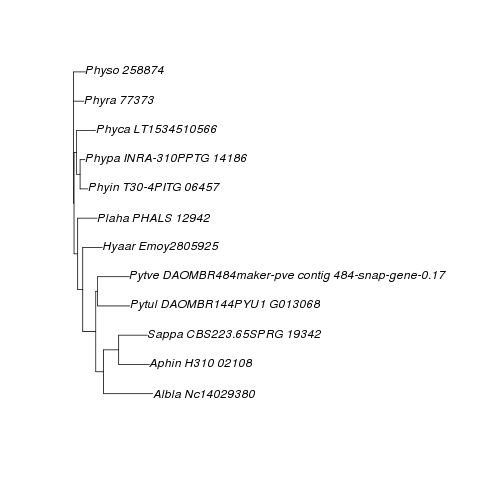 Physo 258874
Phyra 77373
Phyca LT1534510566
Phypa INRA-310PPTG 14186
Phyin T30-4PITG 06457
Plaha PHALS 12942
Hyaar Emoy2805925
Pytve DAOMBR484maker-pve contig 484-snap-gene-0.17
Pytul DAOMBR144PYU1 G013068
Sappa CBS223.65SPRG 19342
Aphin H310 02108
Albla Nc14029380